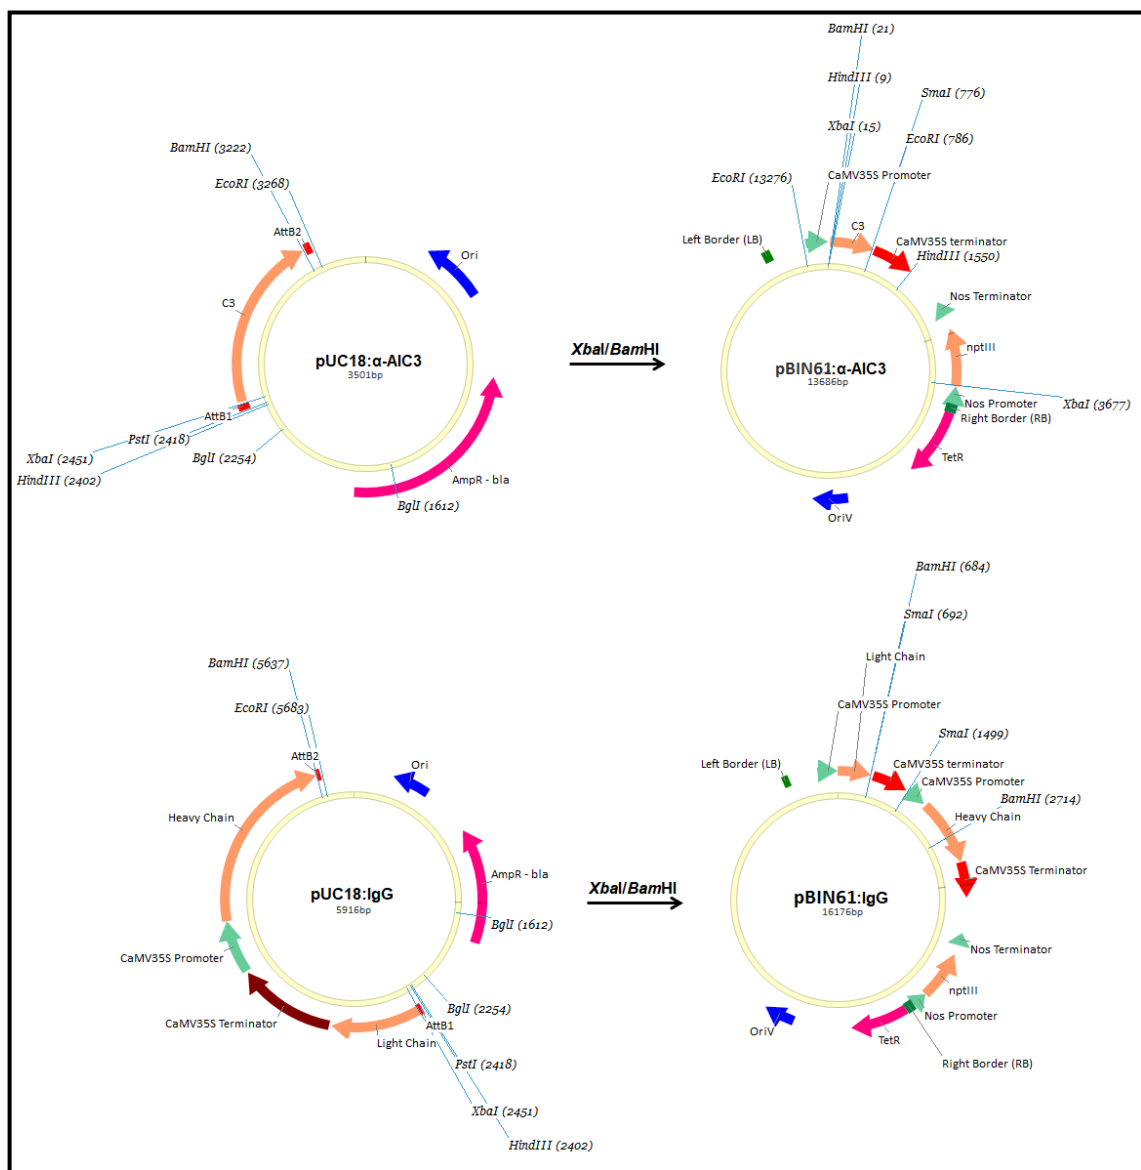 BamHI (21)
HindIII (9)
SmaI (776)
XbaI (15)
EcoRI (786)
BamHI (3222)
EcoRI (13276)
CaMV35S Promoter
EcoRI (3268)
AttB2
Left Border (LB)
C3
CaMV35S terminator
Ori
HindIII (1550)
C3
Nos Terminator
XbaI/BamHI
pUC18:α-AIC3
3501bp
pBIN61:α-AIC3
13686bp
nptIII
Nos Promoter
XbaI (3677)
AttB1
Right Border (RB)
PstI (2418)
XbaI (2451)
BglI (2254)
TetR
HindIII (2402)
AmpR - bla
BglI (1612)
OriV
BamHI (684)
SmaI (692)
Light Chain
BamHI (5637)
CaMV35S Promoter
EcoRI (5683)
SmaI (1499)
AttB2
Ori
Left Border (LB)
CaMV35S terminator
CaMV35S Promoter
BamHI (2714)
Heavy Chain
Heavy Chain
CaMV35S Terminator
AmpR - bla
XbaI/BamHI
pUC18:IgG
5916bp
pBIN61:IgG
16176bp
BglI (1612)
Nos Terminator
CaMV35S Promoter
nptIII
CaMV35S Terminator
BglI (2254)
AttB1
Nos Promoter
OriV
Light Chain
TetR
PstI (2418)
Right Border (RB)
XbaI (2451)
HindIII (2402)